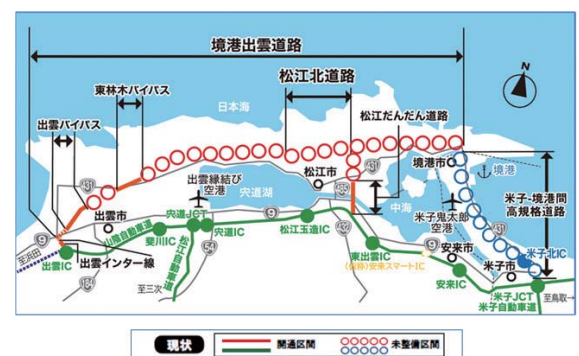 境港出雲道路
東林木バイパス
松江北道路
N
日本海
松江だんだん道路
出雲バイパス
431
出雲縁結び
空港
宍道湖
松江市
431
485
境港市
境港
中海
米子-境港間
高規格道路
431
出雲市
宍道JCT
9
米子鬼太郎
空港
9
山陰自動車道
斐川IC
宍道IC
松江玉造IC
432
東出雲IC
9
安来市
米子北IC
至浜田
出雲IC
出雲インター線
松江自動車道
54
(仮称)安来スマートIC
米子市
184
至三次
安来IC
米子JCT
至鳥取→
米子自動車道
現状
開通区間
未整備区間